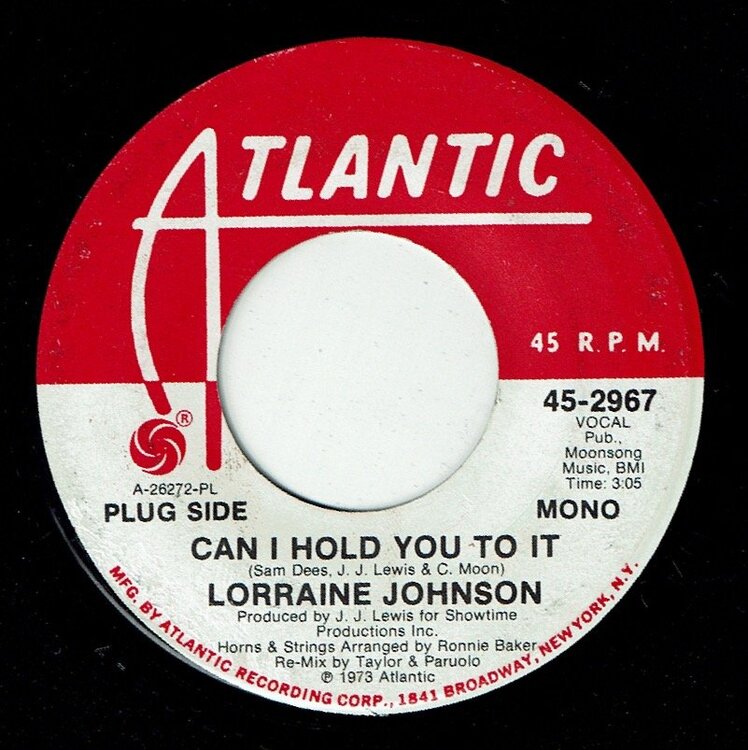 ATLANTIC
45 R.P.M.
®
45-2967
VOCAL
Pub.,
Moonsong
Music, BMI
Time: 3:05
A-26272-PL
PLUG SIDE
MONO
CAN I HOLD YOU TO IT
(Sam Dees, J. J. Lewis & C. Moon)
LORRAINE JOHNSON
Produced by J. J. Lewis for Showtime
Productions Inc.
Horns & Strings Arranged by Ronnie Baker
Re-Mix by Taylor & Paruolo
℗ 1973 Atlantic
MFG. BY ATLANTIC RECORDING CORP., 1841 BROADWAY, NEW YORK, N.Y.